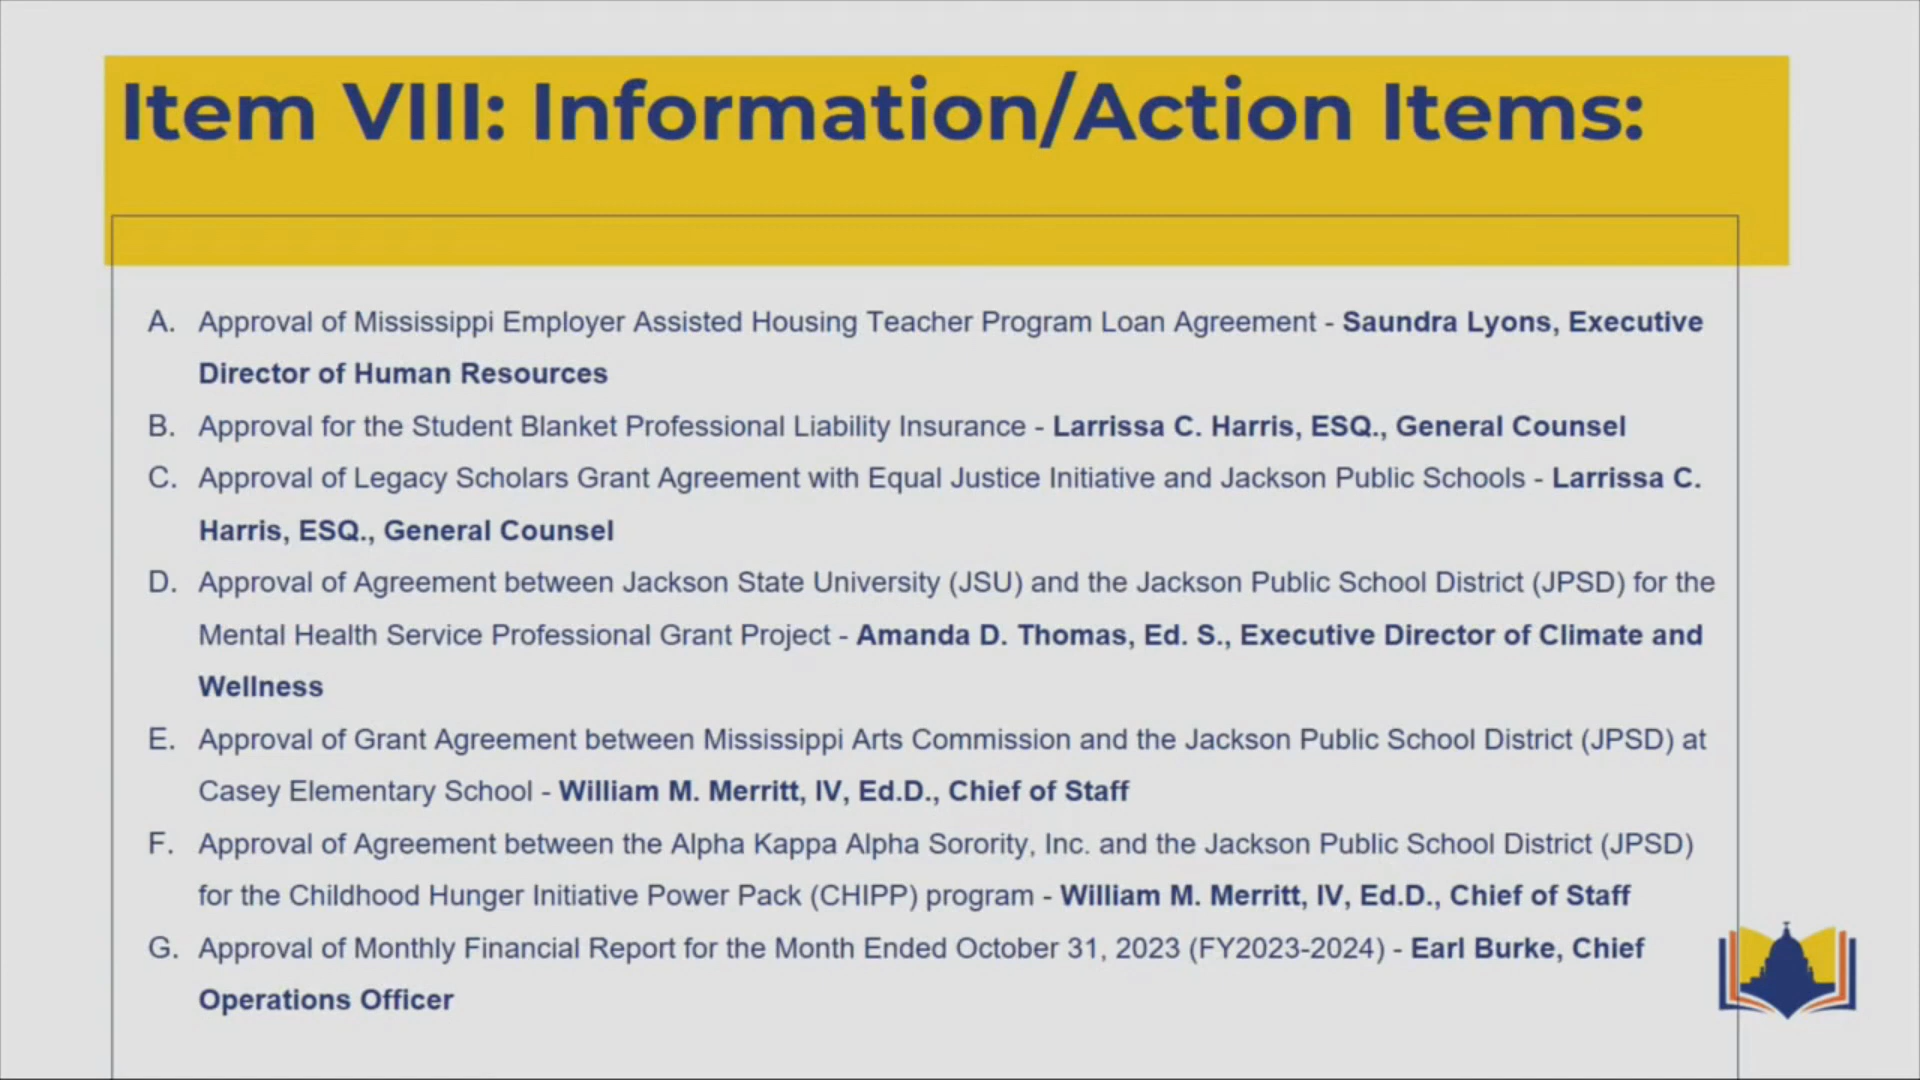 Item VIII: Information/Action Items:
A. Approval of Mississippi Employer Assisted Housing Teacher Program Loan Agreement - Saundra Lyons, Executive
Director of Human Resources
B. Approval for the Student Blanket Professional Liability Insurance - Larrissa C. Harris, ESQ., General Counsel
C. Approval of Legacy Scholars Grant Agreement with Equal Justice Initiative and Jackson Public Schools - Larrissa C.
Harris, ESQ., General Counsel
D. Approval of Agreement between Jackson State University (JSU) and the Jackson Public School District (JPSD) for the
Mental Health Service Professional Grant Project - Amanda D. Thomas, Ed. S., Executive Director of Climate and
Wellness
E. Approval of Grant Agreement between Mississippi Arts Commission and the Jackson Public School District (JPSD) at
Casey Elementary School - William M. Merritt, IV, Ed.D., Chief of Staff
F. Approval of Agreement between the Alpha Kappa Alpha Sorority, Inc. and the Jackson Public School District (JPSD)
for the Childhood Hunger Initiative Power Pack (CHIPP) program - William M. Merritt, IV, Ed.D., Chief of Staff
G. Approval of Monthly Financial Report for the Month Ended October 31, 2023 (FY2023-2024) - Earl Burke, Chief
Operations Officer